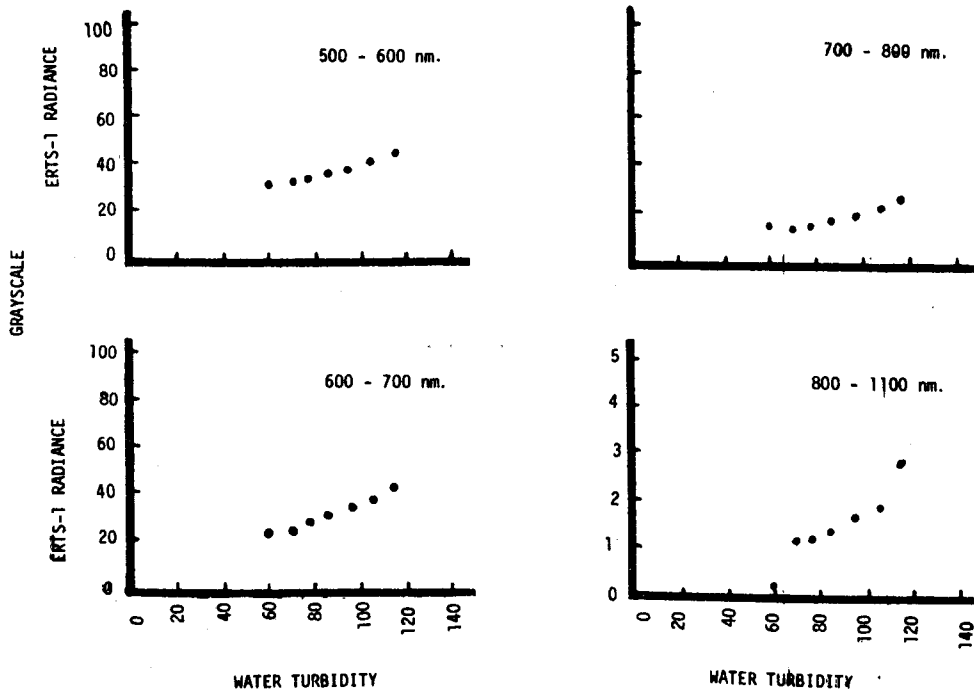 GRAYSCALE
ERTS-1 RADIANCE
100
80
60
40
20
0
500 - 600 nm.
700 - 899 nm.
ERTS-1 RADIANCE
100
80
60
40
20
0
600 - 700 nm.
0 20 40 60 80 100 120 140
WATER TURBIDITY
5
4
3
2
1
0
800 - 1100 nm.
0 20 40 60 80 100 120 140
WATER TURBIDITY